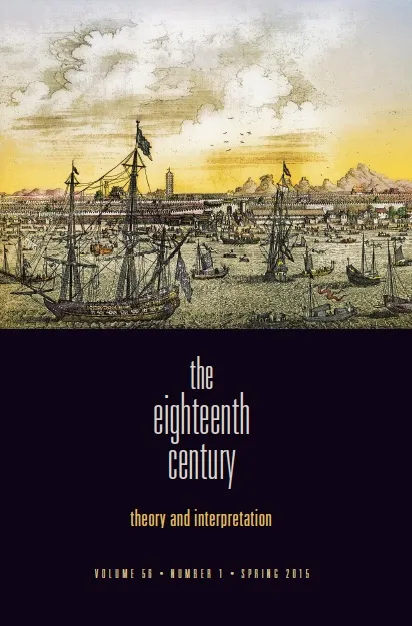 the
eighteenth
century
theory and interpretation
VOLUME 56 • NUMBER 1 • SPRING 2015